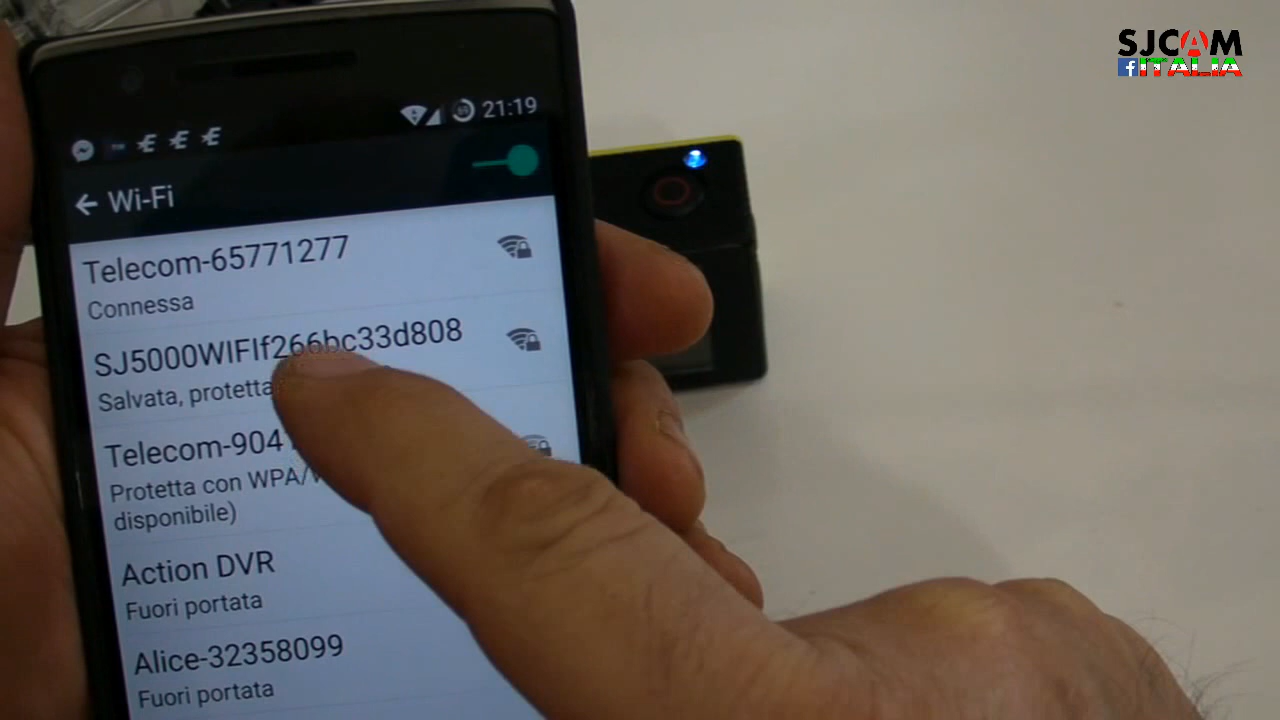 SJCAM
ITALIA
21:19
Wi-Fi
Telecom-65771277
Connessa
SJ5000WIFIf266bc33d808
Salvata, protetta
Telecom-904
Protetta con WPA/
disponibile)
Action DVR
Fuori portata
Alice-32358099
Fuori portata